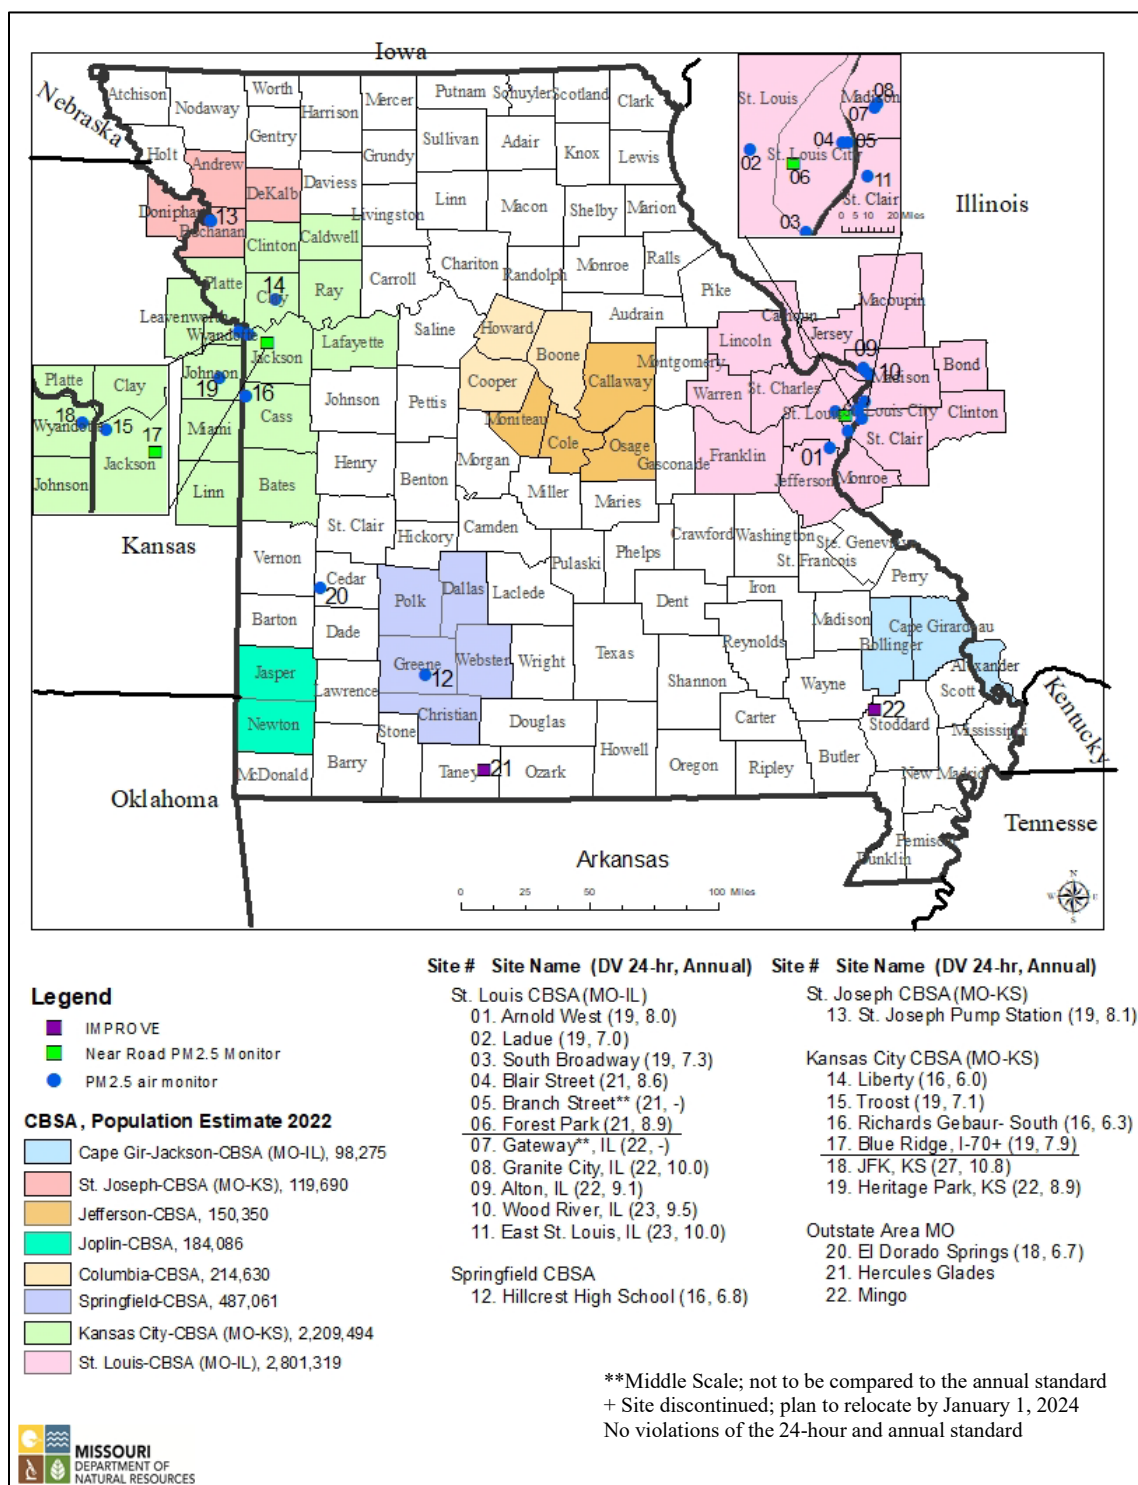 Iowa
Nebraska
Illinois
Kansas
Oklahoma
Arkansas
Kentucky
Tennesse
Atchison
Nodaway
Worth
Gentry
Harrison
Mercer
Putnam
Schuyler
Scotland
Clark
Sullivan
Adair
Knox
Lewis
Grundy
Holt
Andrew
DeKalb
Daviess
Livingston
Linn
Macon
Shelby
Marion
Doniphan
Buchanan
13
Clinton
Caldwell
Chariton
Randolph
Monroe
Ralls
Pike
Platte
14
Clay
Ray
Carroll
Saline
Howard
Boone
Audrain
Leavenworth
Wyandotte
Jackson
Lafayette
Cooper
Callaway
Montgomery
Lincoln
Calhoun
Jersey
Macoupin
Johnson
19
16
Cass
Johnson
Pettis
Moniteau
Cole
Osage
Gasconade
Warren
St. Charles
St. Louis
St. Louis City
09
10
Madison
Bond
Clinton
St. Clair
Miami
Linn
Bates
Henry
Benton
Morgan
Miller
Maries
Franklin
01
Jefferson
Monroe
St. Clair
Hickory
Camden
Pulaski
Phelps
Crawford
Washington
St. Francois
Ste. Genevieve
Perry
Vernon
Cedar
20
Polk
Dallas
Laclede
Dent
Iron
Madison
Bollinger
Cape Girardeau
Alexander
Barton
Dade
Greene
12
Webster
Wright
Texas
Reynolds
Shannon
Wayne
Scott
Jasper
Lawrence
Newton
Christian
Stone
Douglas
Howell
Carter
22
Stoddard
Mississippi
McDonald
Barry
Taney
21
Ozark
Oregon
Ripley
Butler
New Madrid
Pemiscot
Dunklin
St. Louis
Madison
08
07
04
05
St. Louis City
02
06
11
St. Clair
03
0 5 10 20 Miles
Platte
Clay
18
Wyandotte
15
17
Jackson
Johnson
0 25 50 100 Miles
N
W E
S
Legend
IMPROVE
Near Road PM2.5 Monitor
PM2.5 air monitor
CBSA, Population Estimate 2022
Cape Gir-Jackson-CBSA (MO-IL), 98,275
St. Joseph-CBSA (MO-KS), 119,690
Jefferson-CBSA, 150,350
Joplin-CBSA, 184,086
Columbia-CBSA, 214,630
Springfield-CBSA, 487,061
Kansas City-CBSA (MO-KS), 2,209,494
St. Louis-CBSA (MO-IL), 2,801,319
Site # Site Name (DV 24-hr, Annual)
St. Louis CBSA (MO-IL)
01. Arnold West (19, 8.0)
02. Ladue (19, 7.0)
03. South Broadway (19, 7.3)
04. Blair Street (21, 8.6)
05. Branch Street** (21, -)
06. Forest Park (21, 8.9)
07. Gateway**, IL (22, -)
08. Granite City, IL (22, 10.0)
09. Alton, IL (22, 9.1)
10. Wood River, IL (23, 9.5)
11. East St. Louis, IL (23, 10.0)
Springfield CBSA
12. Hillcrest High School (16, 6.8)
Site # Site Name (DV 24-hr, Annual)
St. Joseph CBSA (MO-KS)
13. St. Joseph Pump Station (19, 8.1)
Kansas City CBSA (MO-KS)
14. Liberty (16, 6.0)
15. Troost (19, 7.1)
16. Richards Gebaur- South (16, 6.3)
17. Blue Ridge, I-70+ (19, 7.9)
18. JFK, KS (27, 10.8)
19. Heritage Park, KS (22, 8.9)
Outstate Area MO
20. El Dorado Springs (18, 6.7)
21. Hercules Glades
22. Mingo
**Middle Scale; not to be compared to the annual standard
+ Site discontinued; plan to relocate by January 1, 2024
No violations of the 24-hour and annual standard
MISSOURI
DEPARTMENT OF
NATURAL RESOURCES